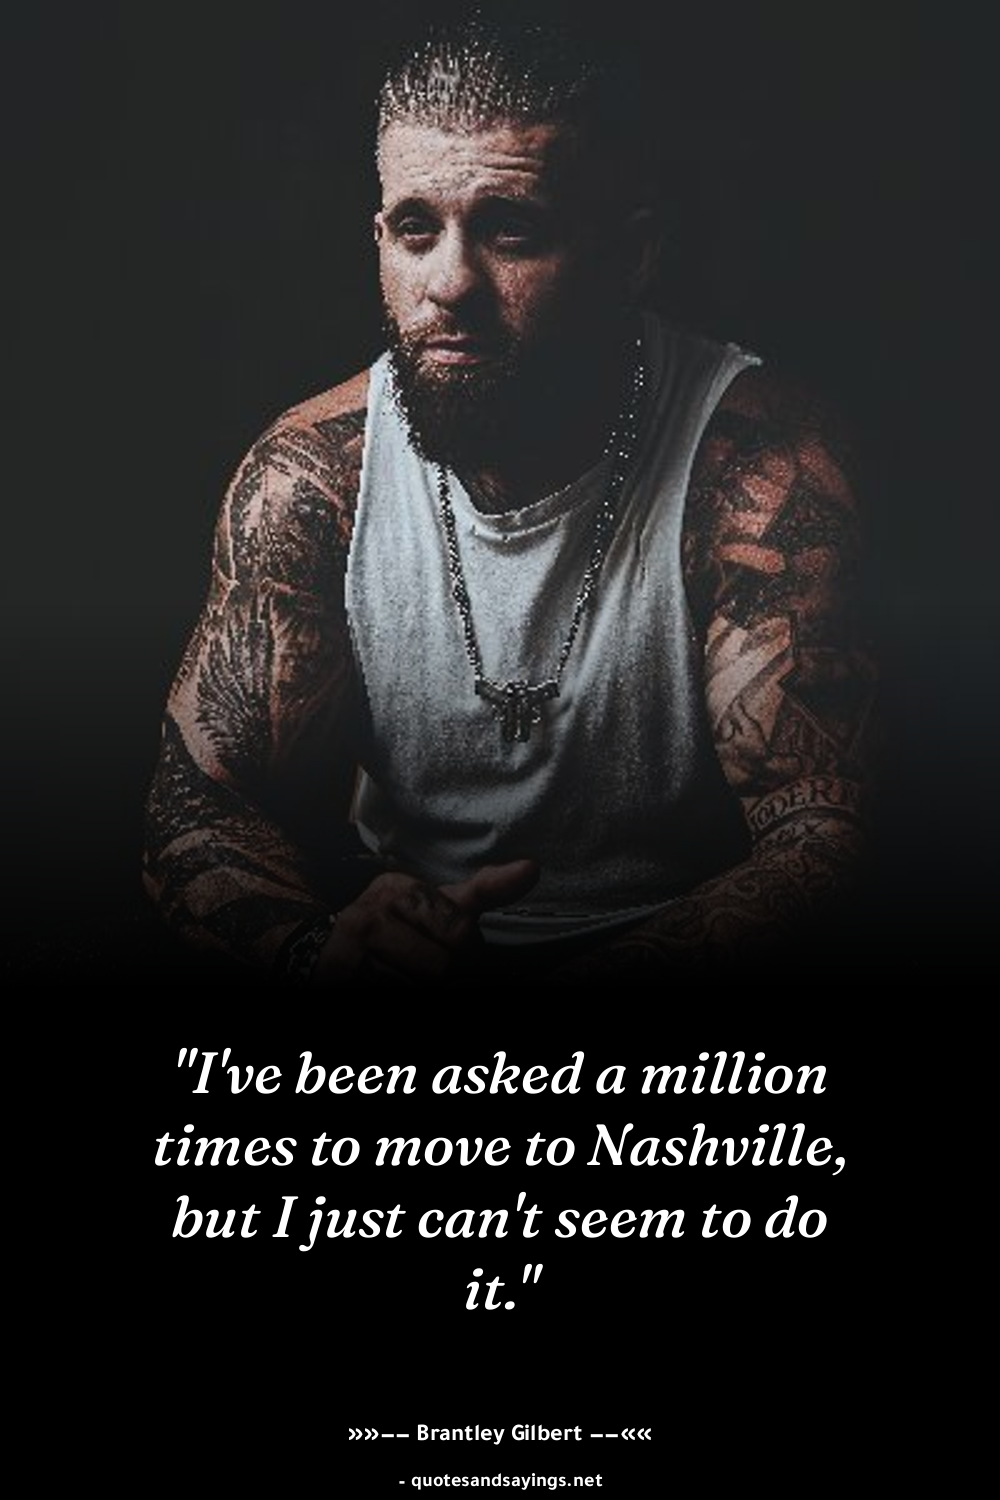 "I've been asked a million
times to move to Nashville,
but I just can't seem to do
it."
»»–– Brantley Gilbert ––««
- quotesandsayings.net